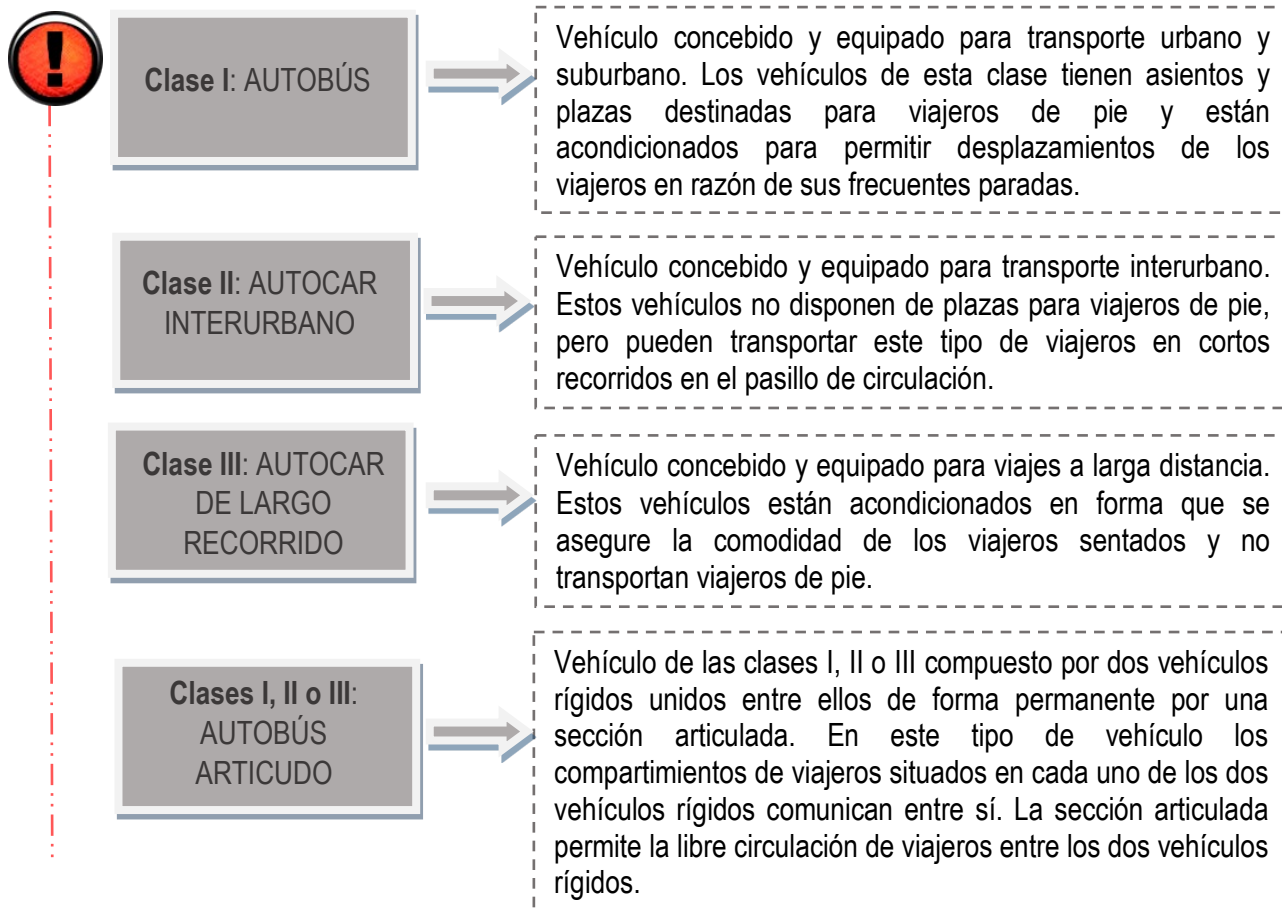 Clase I: AUTOBÚS
Vehículo concebido y equipado para transporte urbano y
suburbano. Los vehículos de esta clase tienen asientos y
plazas destinadas para viajeros de pie y están
acondicionados para permitir desplazamientos de los
viajeros en razón de sus frecuentes paradas.
Clase II: AUTOCAR
INTERURBANO
Vehículo concebido y equipado para transporte interurbano.
Estos vehículos no disponen de plazas para viajeros de pie,
pero pueden transportar este tipo de viajeros en cortos
recorridos en el pasillo de circulación.
Clase III: AUTOCAR
DE LARGO
RECORRIDO
Vehículo concebido y equipado para viajes a larga distancia.
Estos vehículos están acondicionados en forma que se
asegure la comodidad de los viajeros sentados y no
transportan viajeros de pie.
Clases I, II o III:
AUTOBÚS
ARTICUDO
Vehículo de las clases I, II o III compuesto por dos vehículos
rígidos unidos entre ellos de forma permanente por una
sección articulada. En este tipo de vehículo los
compartimientos de viajeros situados en cada uno de los dos
vehículos rígidos comunican entre sí. La sección articulada
permite la libre circulación de viajeros entre los dos vehículos
rígidos.